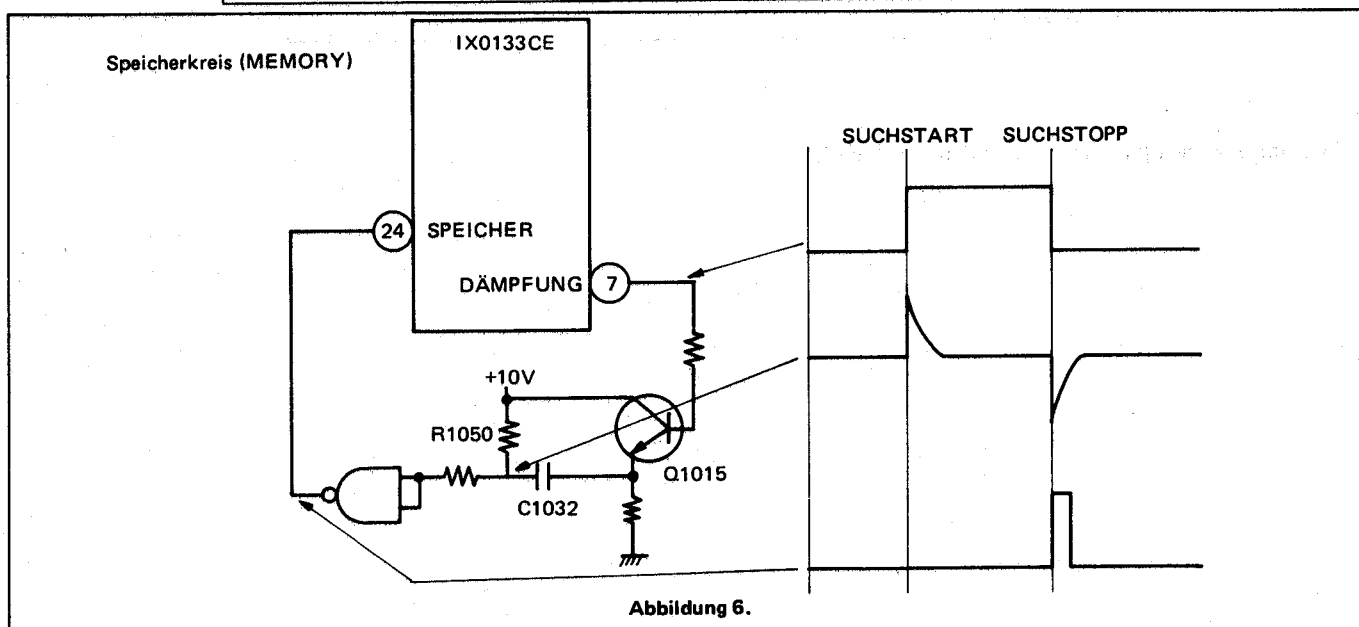 IX0133CE
Speicherkreis (MEMORY)
SUCHSTART SUCHSTOPP
24 SPEICHER
DÄMPFUNG 7
+10V
R1050
Q1015
C1032
Abbildung 6.